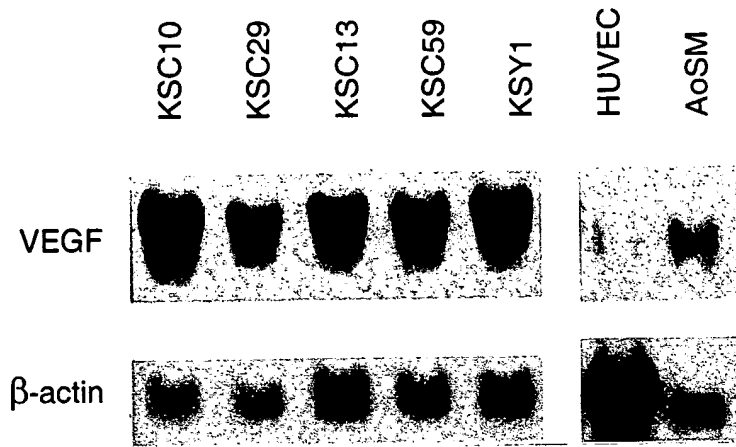 KSC10
KSC29
KSC13
KSC59
KSY1
HUVEC
AoSM
VEGF
β-actin